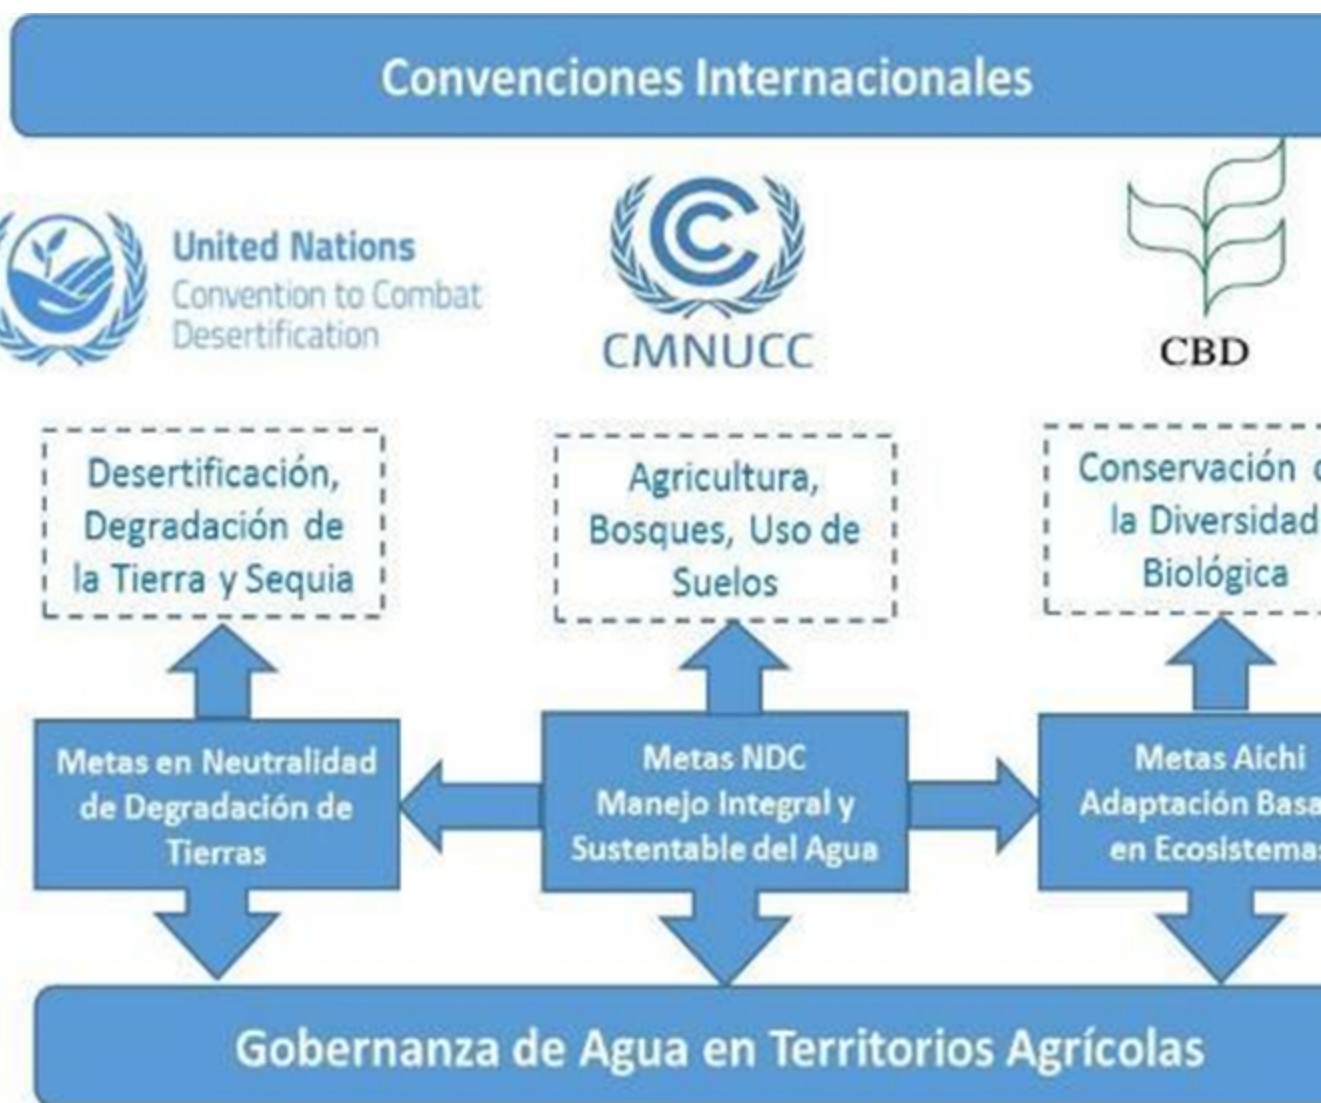 Convenciones Internacionales
United Nations
Convention to Combat
Desertification
CMNUCC
CBD
Desertificación,
Degradación de
la Tierra y Sequia
Agricultura,
Bosques, Uso de
Suelos
Conservación
la Diversidad
Biológica
Metas en Neutralidad
de Degradación de
Tierras
Metas NDC
Manejo Integral y
Sustentable del Agua
Metas Aichi
Adaptación
en
Gobernanza de Agua en Territorios Agrícolas